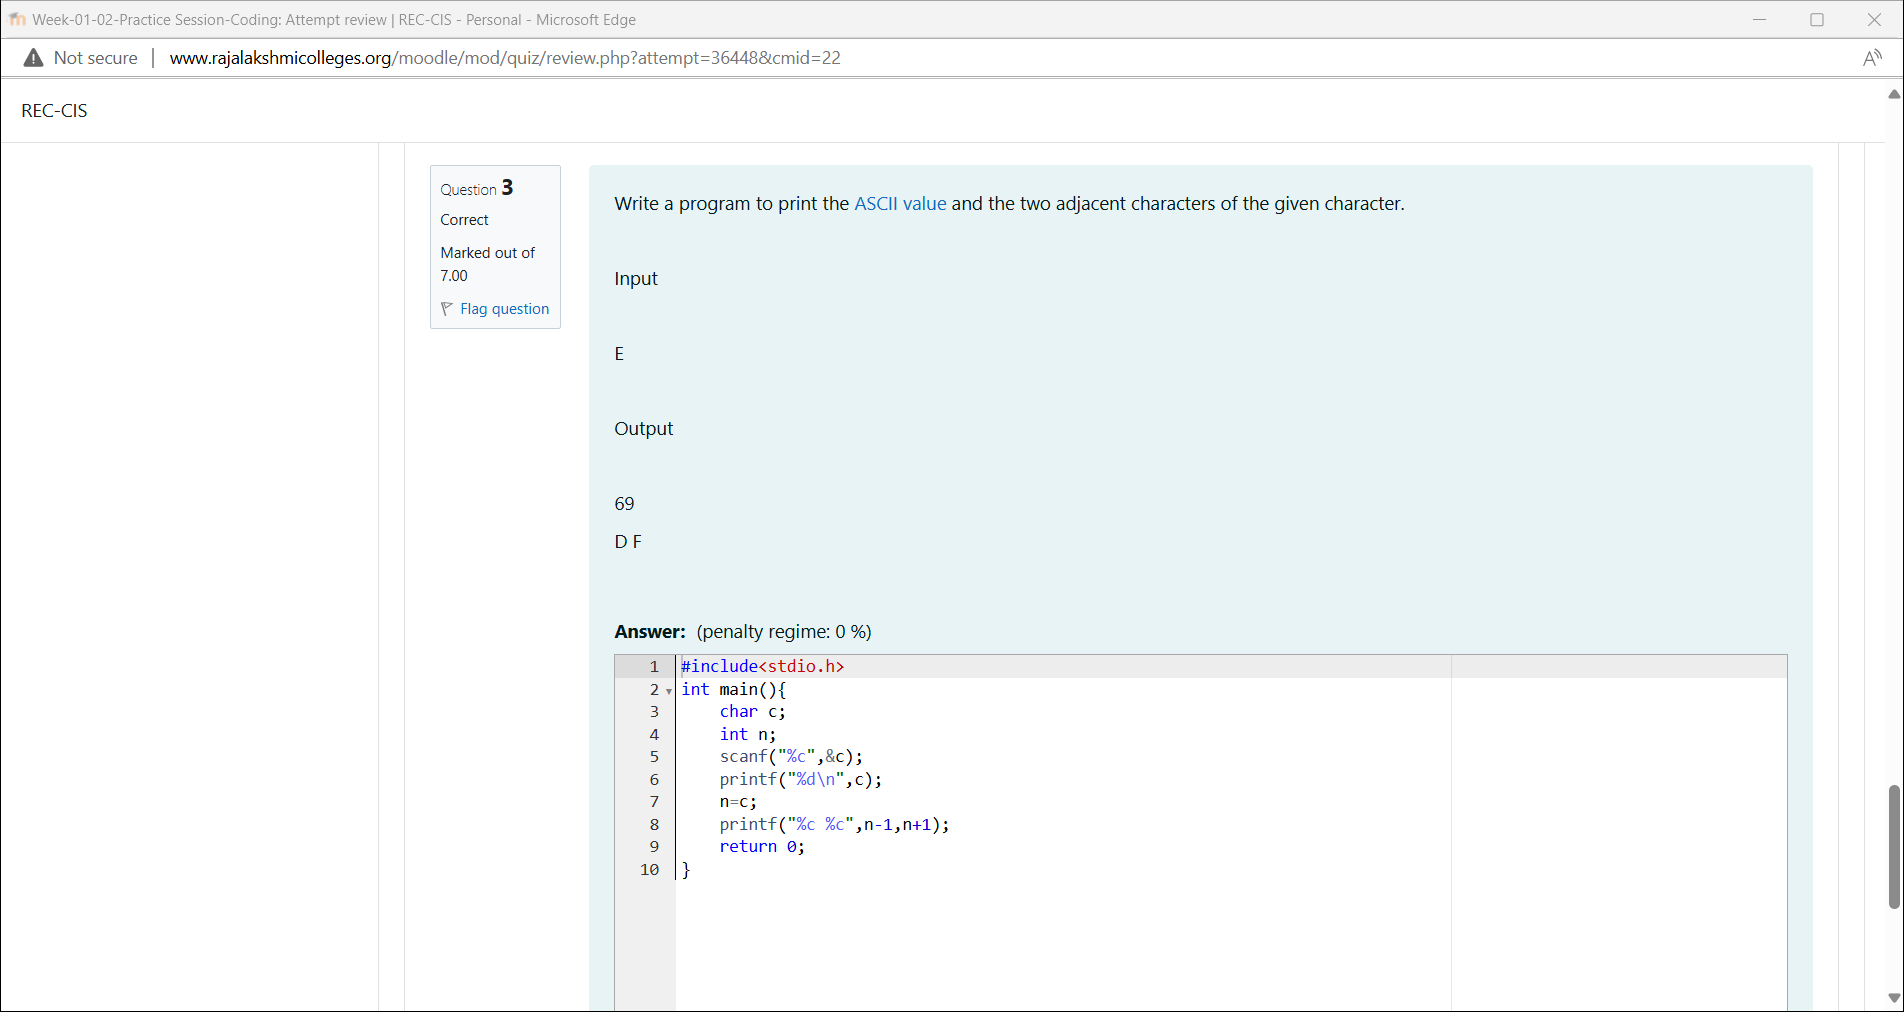 Week-01-02-Practice Session-Coding: Attempt review | REC-CIS - Personal - Microsoft Edge
Not secure | www.rajalakshmicolleges.org/moodle/mod/quiz/review.php?attempt=36448&cmid=22
REC-CIS
Question 3
Correct
Marked out of
7.00
Flag question
Write a program to print the ASCII value and the two adjacent characters of the given character.
Input
E
Output
69
D F
Answer: (penalty regime: 0 %)
1 #include<stdio.h>
2 int main(){
3     char c;
4     int n;
5     scanf("%c",&c);
6     printf("%d\n",c);
7     n=c;
8     printf("%c %c",n-1,n+1);
9     return 0;
10 }